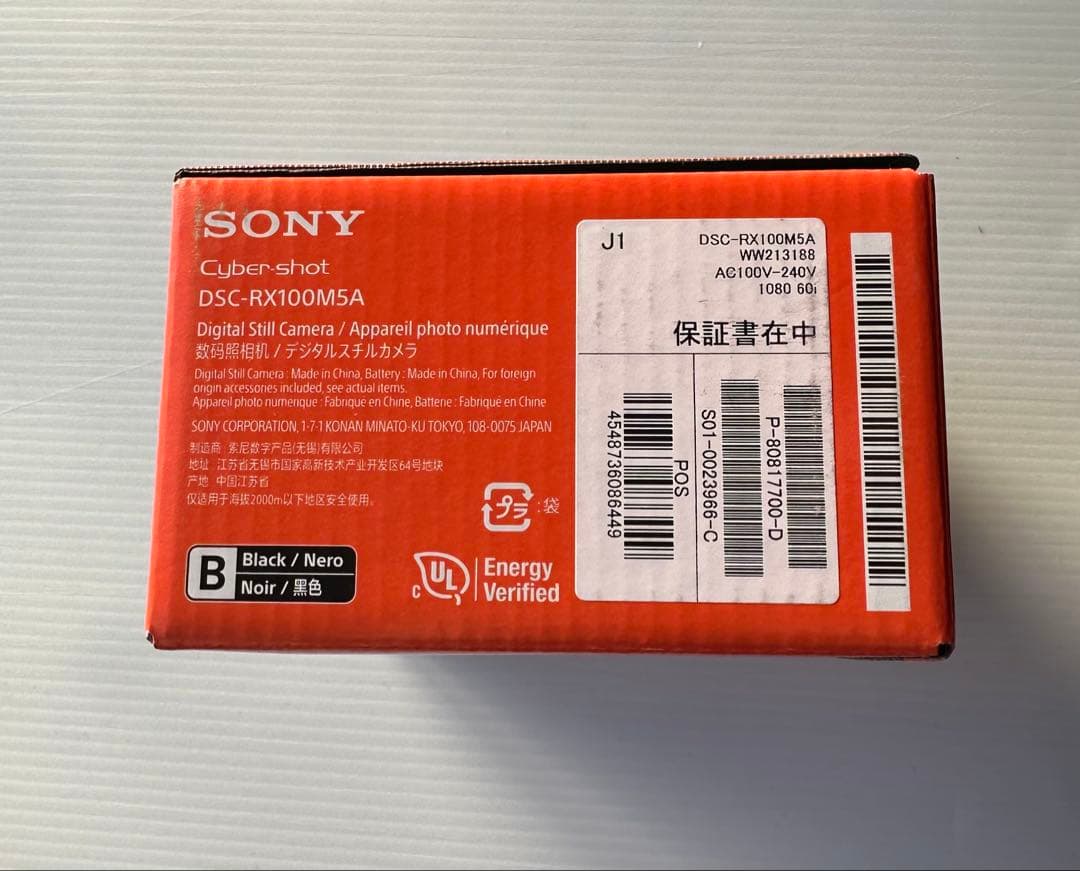 SONY
Cyber-shot
DSC-RX100M5A
Digital Still Camera / Appareil photo numérique
数码照相机 / デジタルスチルカメラ
Digital Still Camera : Made in China, Battery : Made in China, For foreign
origin accessories included, see actual items.
Appareil photo numérique : Fabriqué en Chine, Batterie : Fabriqué en Chine
SONY CORPORATION, 1-7-1 KONAN MINATO-KU TOKYO, 108-0075 JAPAN
制造商 索尼数字产品(无锡)有限公司
地址 江苏省无锡市国家高新技术产业开发区64号地块
产地 中国江苏省
仅适用于海拔2000m以下地区安全使用。
プラ :袋
B
Black / Nero
Noir / 黑色
C UL
Energy
Verified
J1
DSC-RX100M5A
WW213188
AC100V-240V
1080 60i
保証書在中
4548736086449
POS
S01-0023966-C
P-80817700-D